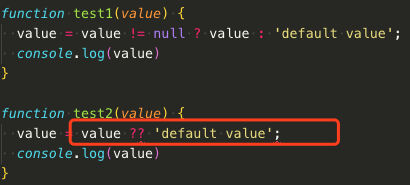 function test1(value) {
  value = value != null ? value : 'default value';
  console.log(value)
}
function test2(value) {
  value = value ?? 'default value';
  console.log(value)
}